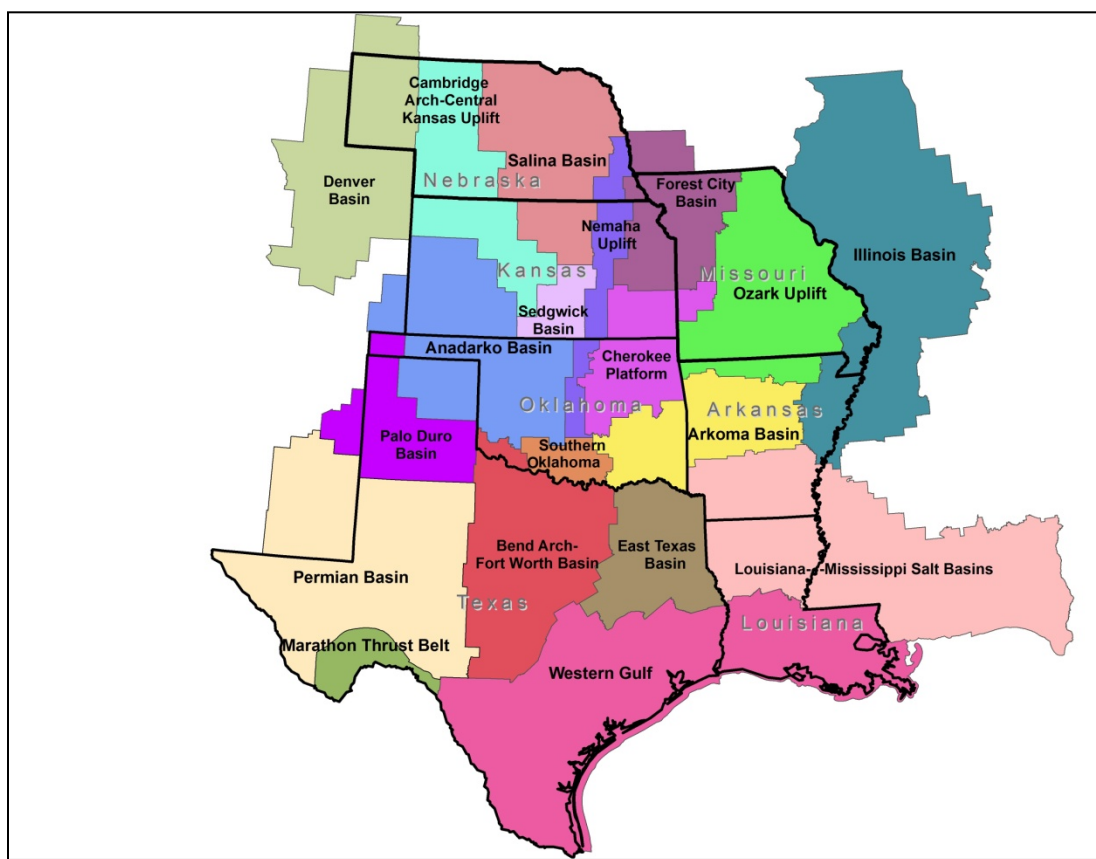 Cambridge
Arch-Central
Kansas Uplift
Salina Basin
Nebraska
Denver
Basin
Forest City
Basin
Nemaha
Uplift
Illinois Basin
Kansas
Missouri
Ozark Uplift
Sedgwick
Basin
Anadarko Basin
Cherokee
Platform
Oklahoma
Arkansas
Arkoma Basin
Palo Duro
Basin
Southern
Oklahoma
Bend Arch-
Fort Worth Basin
East Texas
Basin
Louisiana--Mississippi Salt Basins
Permian Basin
Texas
Louisiana
Marathon Thrust Belt
Western Gulf